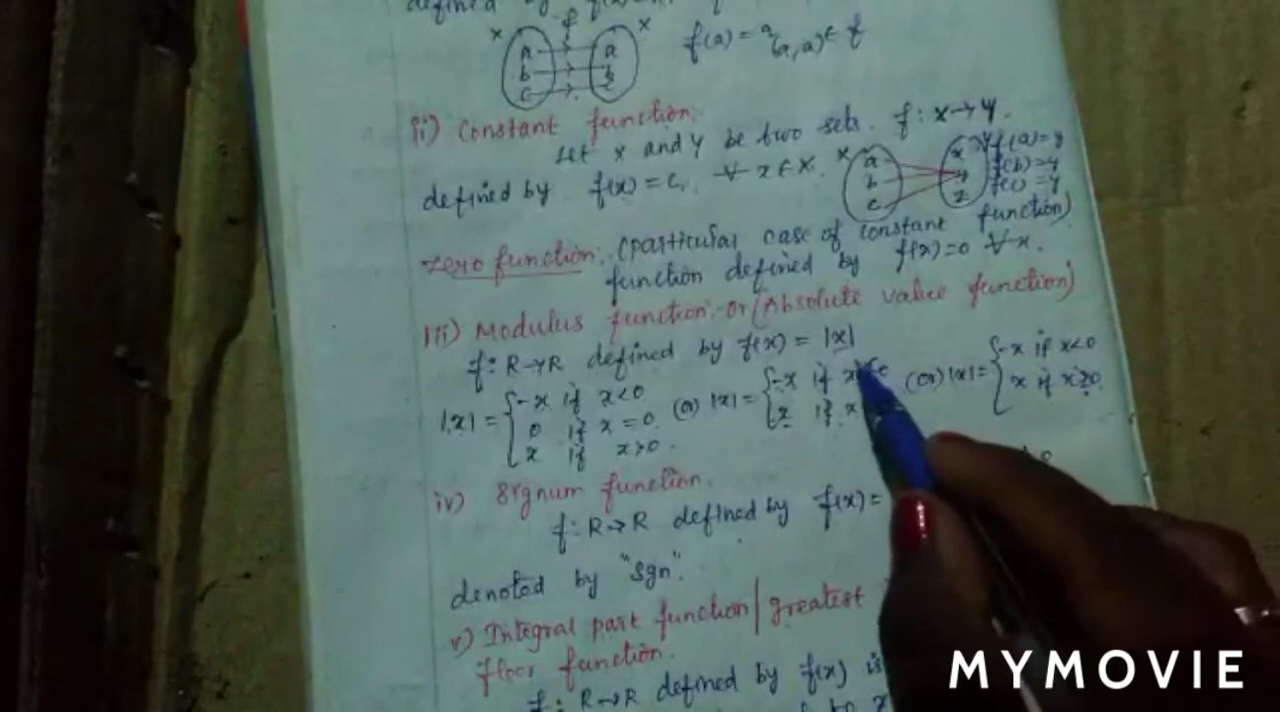 defined by
f
x x f(a) = a
(a, a) ∈ f
a a
b b
c c
ii) Constant function:
Let x and y be two sets. f : x → y.
defined by f(x) = c, ∀ x ∈ X.
x a x y f(a) = y
b y f(b) = y
c z f(c) = y
Zero function: (particular case of constant function)
function defined by f(x) = 0 ∀ x.
iii) Modulus function:- or (Absolute value function)
f : R → R defined by f(x) = |x|
|x| = { -x if x < 0 (or) |x| = { -x if x (or) |x| = { -x if x < 0
0 if x = 0. x if x x if x ≥ 0.
x if x > 0.
iv) Signum function.
f : R → R defined by f(x) =
denoted by "Sgn".
v) Integral part function / greatest
floor function.
f : R → R defined by f(x) is
MYMOVIE